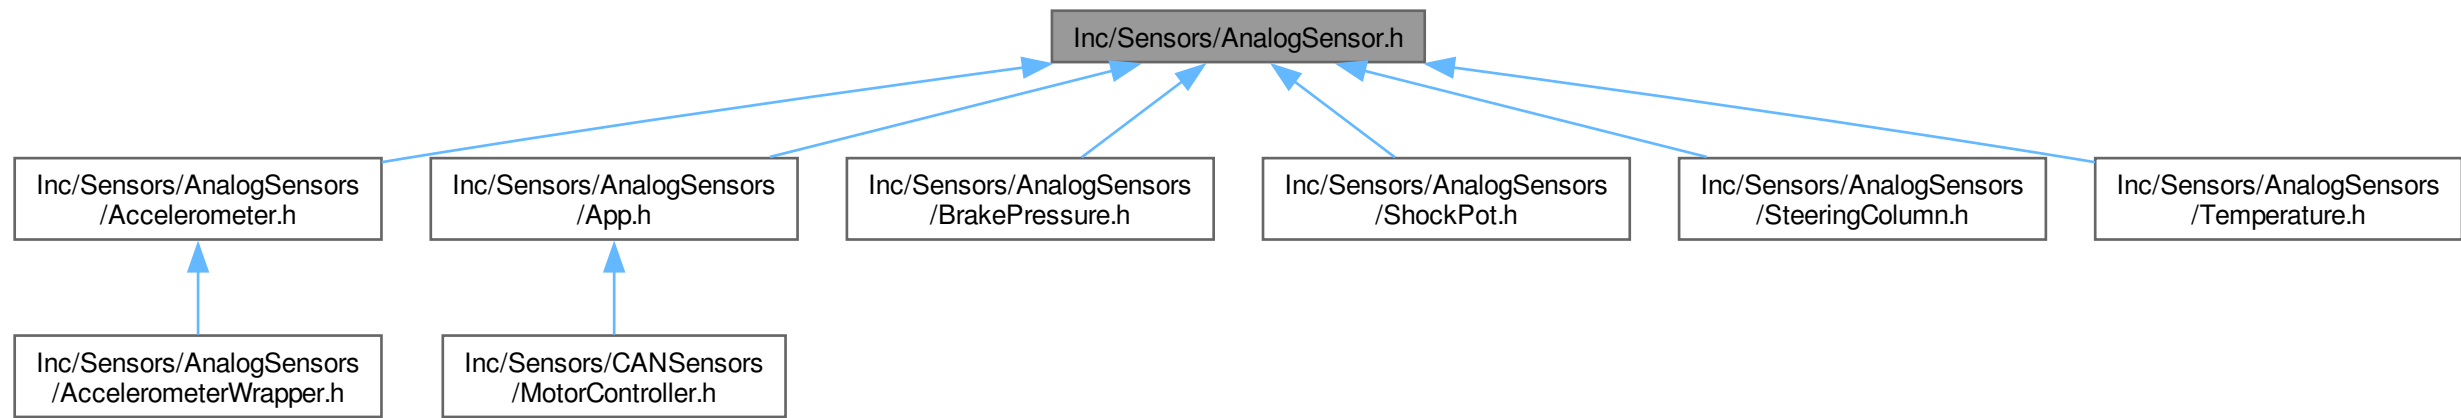 Inc/Sensors/AnalogSensor.h
Inc/Sensors/AnalogSensors
/Accelerometer.h
Inc/Sensors/AnalogSensors
/App.h
Inc/Sensors/AnalogSensors
/BrakePressure.h
Inc/Sensors/AnalogSensors
/ShockPot.h
Inc/Sensors/AnalogSensors
/SteeringColumn.h
Inc/Sensors/AnalogSensors
/Temperature.h
Inc/Sensors/AnalogSensors
/AccelerometerWrapper.h
Inc/Sensors/CANSensors
/MotorController.h